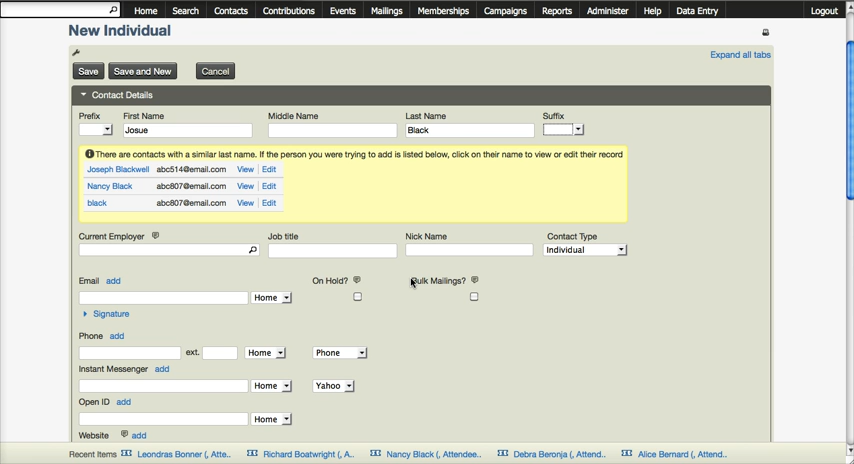 Home Search Contacts Contributions Events Mailings Memberships Campaigns Reports Administer Help Data Entry Logout
New Individual
Expand all tabs
Save Save and New Cancel
Contact Details
Prefix First Name Middle Name Last Name Suffix
Josue Black
There are contacts with a similar last name. If the person you were trying to add is listed below, click on their name to view or edit their record
Joseph Blackwell abc514@email.com View Edit
Nancy Black abc807@email.com View Edit
black abc807@email.com View Edit
Current Employer Job title Nick Name Contact Type
Individual
Email add On Hold? Bulk Mailings?
Home
Signature
Phone add
ext. Home Phone
Instant Messenger add
Home Yahoo
Open ID add
Home
Website add
Recent Items Leondras Bonner (, Atte.. Richard Boatwright (, A.. Nancy Black (, Attendee.. Debra Beronja (, Attend.. Alice Bernard (, Attend..